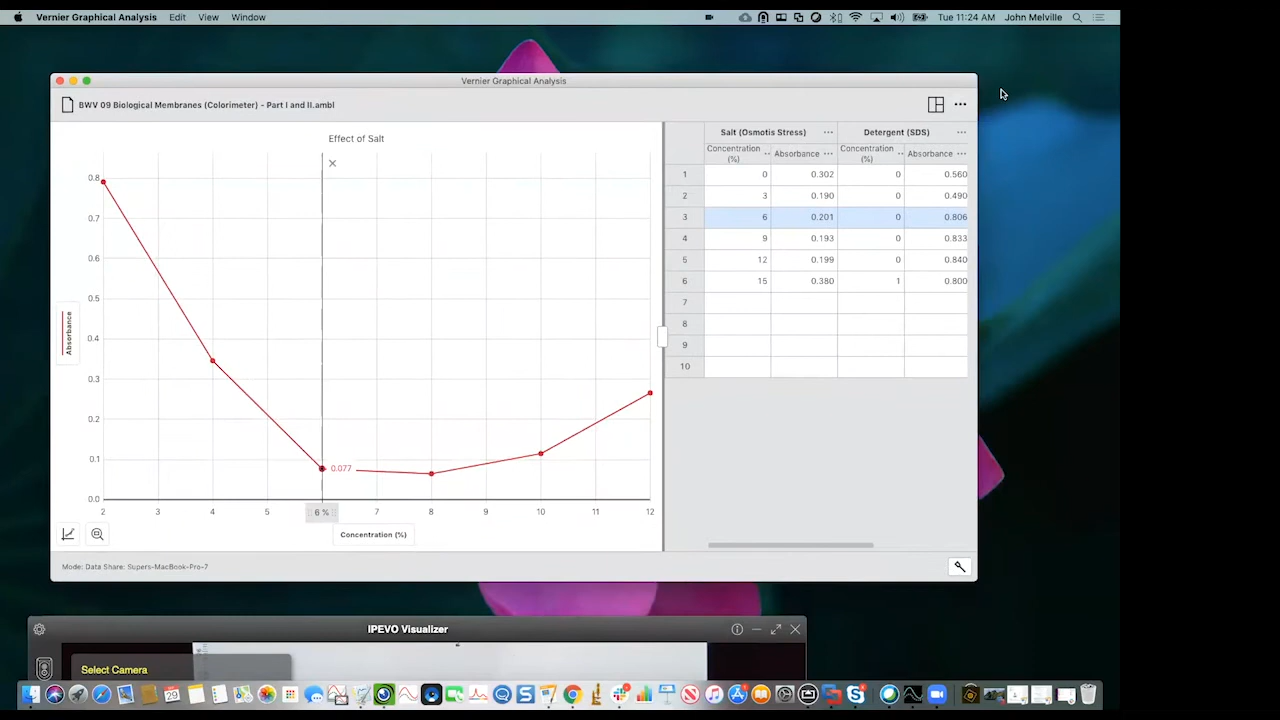 Vernier Graphical Analysis Edit View Window Tue 11:24 AM John Melville
Vernier Graphical Analysis
BWV 09 Biological Membranes (Colorimeter) - Part I and II.ambl
Effect of Salt
0.8
0.7
0.6
0.5
0.4
0.3
0.2
0.1
0.0
Absorbance
0.077
2 3 4 5 6 % 7 8 9 10 11 12
Concentration (%)
Salt (Osmotis Stress) Detergent (SDS)
Concentration (%) Absorbance Concentration (%) Absorbance
1 0 0.302 0 0.560
2 3 0.190 0 0.490
3 6 0.201 0 0.806
4 9 0.193 0 0.833
5 12 0.199 0 0.840
6 15 0.380 1 0.800
7
8
9
10
Mode: Data Share: Supers-MacBook-Pro-7
IPEVO Visualizer
Select Camera